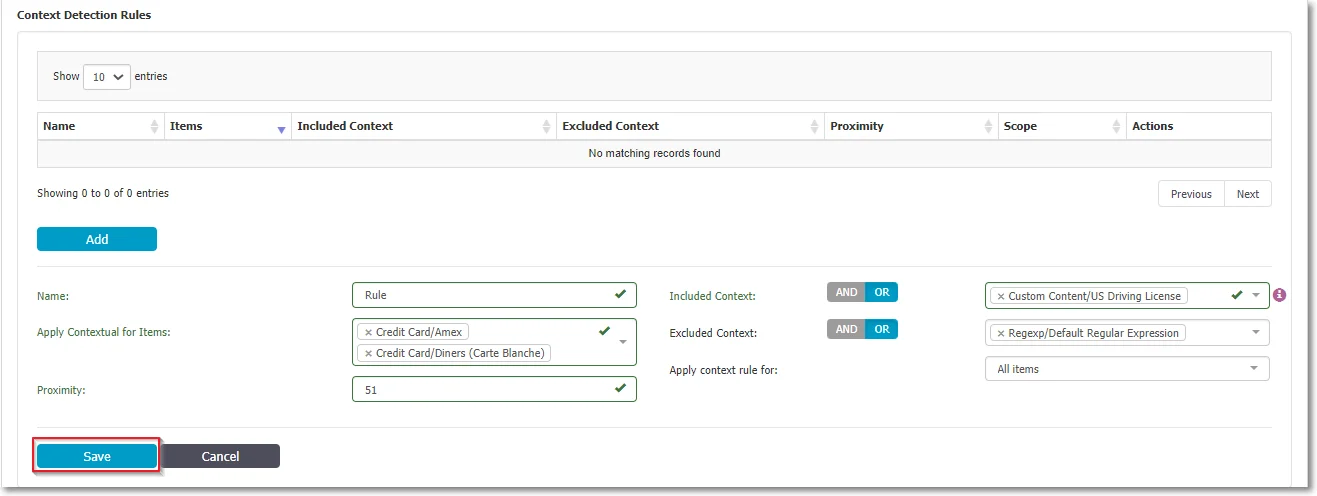 Context Detection Rules
Show 10 entries
Name Items Included Context Excluded Context Proximity Scope Actions
No matching records found
Showing 0 to 0 of 0 entries
Previous Next
Add
Name: Rule
Included Context: AND OR × Custom Content/US Driving License
Apply Contextual for Items: × Credit Card/Amex
× Credit Card/Diners (Carte Blanche)
Excluded Context: AND OR × Regexp/Default Regular Expression
Apply context rule for: All items
Proximity: 51
Save Cancel